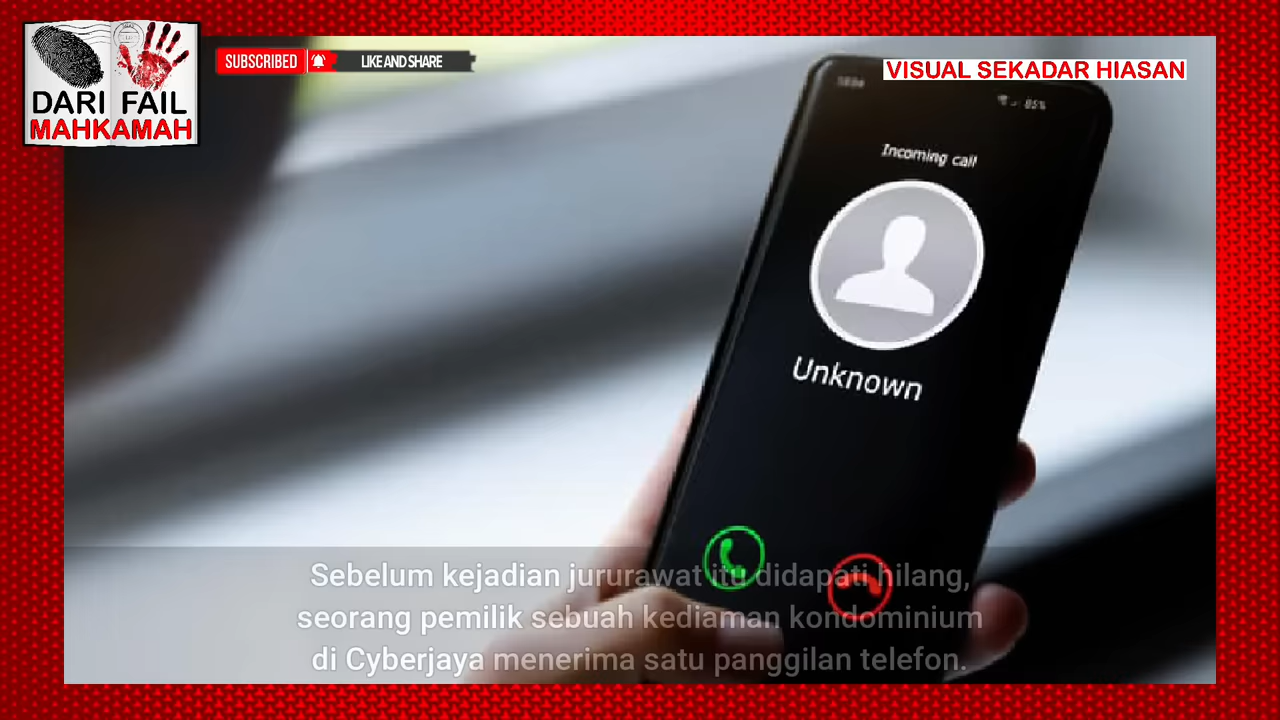 DARI FAIL
MAHKAMAH
SUBSCRIBED
LIKE AND SHARE
VISUAL SEKADAR HIASAN
85%
Incoming call
Unknown
Sebelum kejadian jururawat itu didapati hilang,
seorang pemilik sebuah kediaman kondominium
di Cyberjaya menerima satu panggilan telefon.